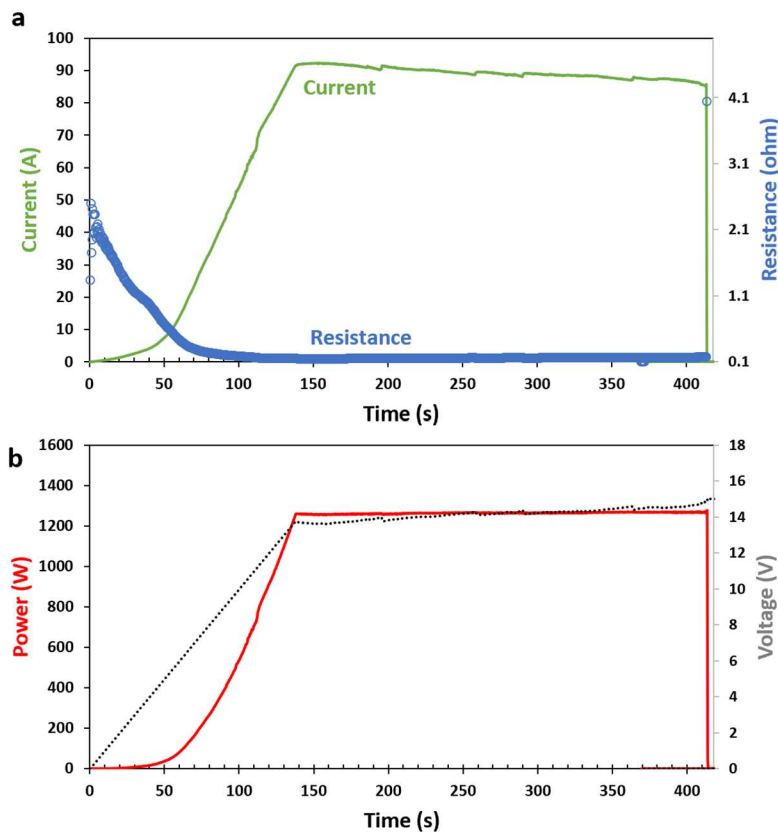 a
100
90
80
70
60
50
40
30
20
10
0
Current (A)
Current
Resistance
4.1
3.1
2.1
1.1
0.1
Resistance (ohm)
0 50 100 150 200 250 300 350 400
Time (s)
b
1600
1400
1200
1000
800
600
400
200
0
Power (W)
18
16
14
12
10
8
6
4
2
0
Voltage (V)
0 50 100 150 200 250 300 350 400
Time (s)